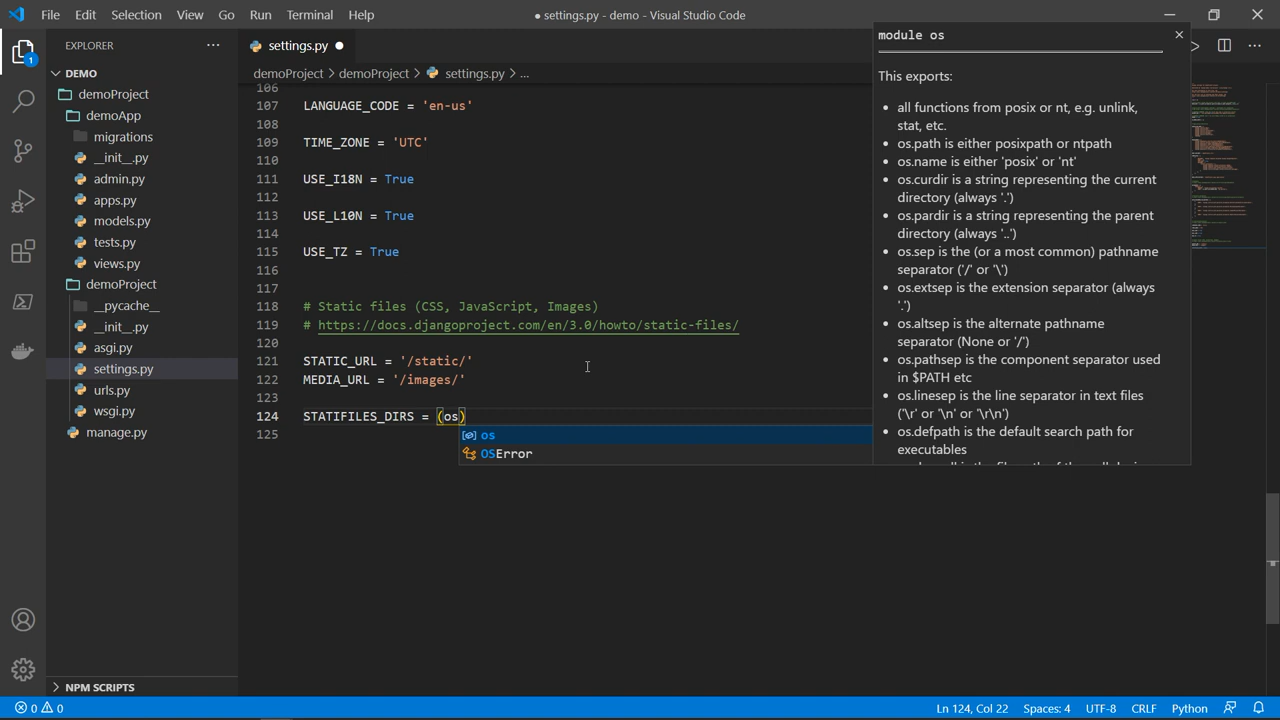 File Edit Selection View Go Run Terminal Help
● settings.py - demo - Visual Studio Code
EXPLORER
1
DEMO
demoProject
demoApp
migrations
__init__.py
admin.py
apps.py
models.py
tests.py
views.py
demoProject
__pycache__
__init__.py
asgi.py
settings.py
urls.py
wsgi.py
manage.py
NPM SCRIPTS
settings.py
demoProject > demoProject > settings.py > ...
106
107 LANGUAGE_CODE = 'en-us'
108
109 TIME_ZONE = 'UTC'
110
111 USE_I18N = True
112
113 USE_L10N = True
114
115 USE_TZ = True
116
117
118 # Static files (CSS, JavaScript, Images)
119 # https://docs.djangoproject.com/en/3.0/howto/static-files/
120
121 STATIC_URL = '/static/'
122 MEDIA_URL = '/images/'
123
124 STATIFILES_DIRS = (os)
125
os
OSError
module os
This exports:
• all functions from posix or nt, e.g. unlink,
stat, etc.
• os.path is either posixpath or ntpath
• os.name is either 'posix' or 'nt'
• os.curdir is a string representing the current
directory (always '.')
• os.pardir is a string representing the parent
directory (always '..')
• os.sep is the (or a most common) pathname
separator ('/' or '\')
• os.extsep is the extension separator (always
'.')
• os.altsep is the alternate pathname
separator (None or '/')
• os.pathsep is the component separator used
in $PATH etc
• os.linesep is the line separator in text files
('\r' or '\n' or '\r\n')
• os.defpath is the default search path for
executables
0 0
Ln 124, Col 22 Spaces: 4 UTF-8 CRLF Python